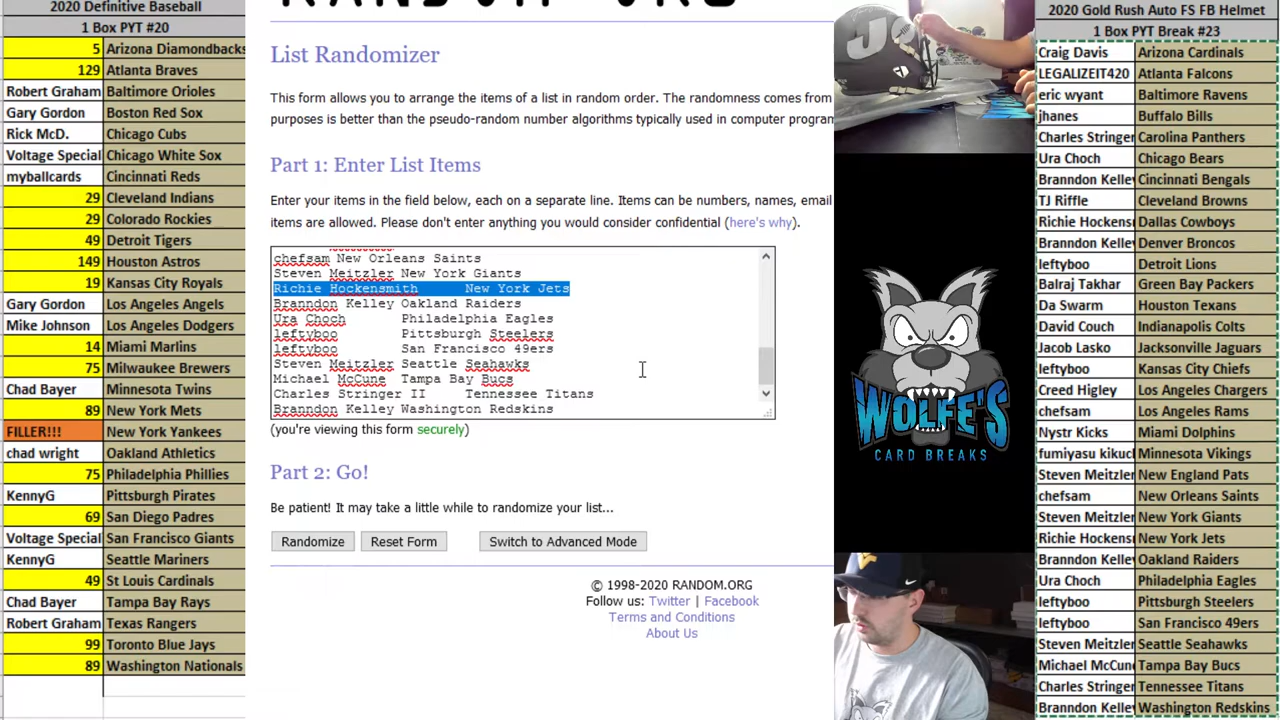 2020 Definitive Baseball
1 Box PYT #20
5 Arizona Diamondbacks
129 Atlanta Braves
Robert Graham Baltimore Orioles
Gary Gordon Boston Red Sox
Rick McD. Chicago Cubs
Voltage Special Chicago White Sox
myballcards Cincinnati Reds
29 Cleveland Indians
29 Colorado Rockies
49 Detroit Tigers
149 Houston Astros
19 Kansas City Royals
Gary Gordon Los Angeles Angels
Mike Johnson Los Angeles Dodgers
14 Miami Marlins
75 Milwaukee Brewers
Chad Bayer Minnesota Twins
89 New York Mets
FILLER!!! New York Yankees
chad wright Oakland Athletics
75 Philadelphia Phillies
KennyG Pittsburgh Pirates
69 San Diego Padres
Voltage Special San Francisco Giants
KennyG Seattle Mariners
49 St Louis Cardinals
Chad Bayer Tampa Bay Rays
Robert Graham Texas Rangers
99 Toronto Blue Jays
89 Washington Nationals
RANDOM.ORG
List Randomizer
This form allows you to arrange the items of a list in random order. The randomness comes from
purposes is better than the pseudo-random number algorithms typically used in computer program
Part 1: Enter List Items
Enter your items in the field below, each on a separate line. Items can be numbers, names, email
items are allowed. Please don't enter anything you would consider confidential (here's why).
chefsam New Orleans Saints
Steven Meitzler New York Giants
Richie Hockensmith New York Jets
Branndon Kelley Oakland Raiders
Ura Choch Philadelphia Eagles
leftyboo Pittsburgh Steelers
leftyboo San Francisco 49ers
Steven Meitzler Seattle Seahawks
Michael McCune Tampa Bay Bucs
Charles Stringer II Tennessee Titans
Branndon Kelley Washington Redskins
(you're viewing this form securely)
Part 2: Go!
Be patient! It may take a little while to randomize your list...
Randomize Reset Form Switch to Advanced Mode
© 1998-2020 RANDOM.ORG
Follow us: Twitter | Facebook
Terms and Conditions
About Us
WOLFE'S
CARD BREAKS
2020 Gold Rush Auto FS FB Helmet
1 Box PYT Break #23
Craig Davis Arizona Cardinals
LEGALIZEIT420 Atlanta Falcons
eric wyant Baltimore Ravens
jhanes Buffalo Bills
Charles Stringer Carolina Panthers
Ura Choch Chicago Bears
Branndon Kelley Cincinnati Bengals
TJ Riffle Cleveland Browns
Richie Hockens Dallas Cowboys
Branndon Kelley Denver Broncos
leftyboo Detroit Lions
Balraj Takhar Green Bay Packers
Da Swarm Houston Texans
David Couch Indianapolis Colts
Jacob Lasko Jacksonville Jaguars
leftyboo Kansas City Chiefs
Creed Higley Los Angeles Chargers
chefsam Los Angeles Rams
Nystr Kicks Miami Dolphins
fumiyasu kikuc Minnesota Vikings
Steven Meitzler New England Pats
chefsam New Orleans Saints
Steven Meitzler New York Giants
Richie Hockens New York Jets
Branndon Kelley Oakland Raiders
Ura Choch Philadelphia Eagles
leftyboo Pittsburgh Steelers
leftyboo San Francisco 49ers
Steven Meitzler Seattle Seahawks
Michael McCune Tampa Bay Bucs
Charles Stringer Tennessee Titans
Branndon Kelley Washington Redskins